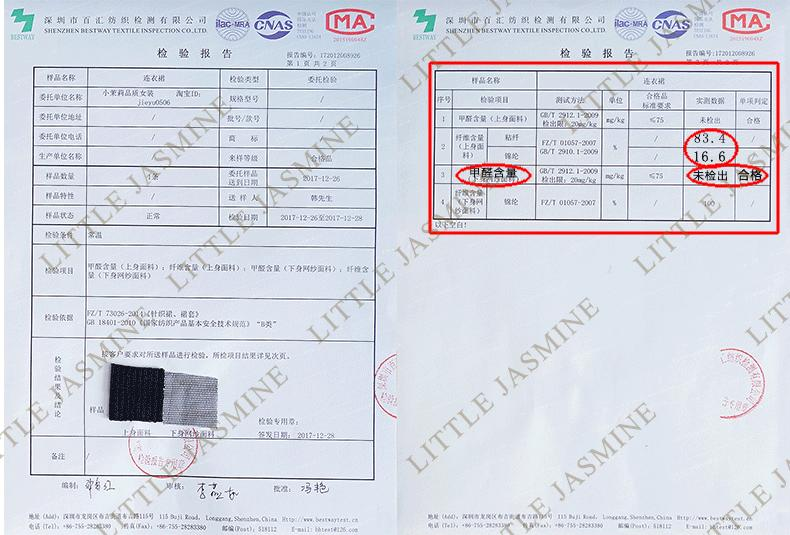 BESTWAY
深圳市百汇纺织检测有限公司
SHENZHEN BESTWAY TEXTILE INSPECTION CO.,LTD
ilac-MRA
CNAS
MA
检验报告
报告编号:172012068926
第 1 页 共 2 页
样品名称 连衣裙 检验类型 委托检验
委托单位名称 小茉莉品质女装 淘宝ID: jieyu0506 规格型号 /
委托单位地址 / 批号/款号 /
委托单位电话 / 商 标 /
生产单位名称 / 来样等级 合格品
样品数量 1条 委托样品送到日期 2017-12-26
样品特性 / 送 样 人 韩先生
样品状态 正常 检验日期 2017-12-26至2017-12-28
检验条件 常温
检验项目 甲醛含量(上身面料);纤维含量(上身面料);甲醛含量(下身网纱面料);纤维含量(下身网纱面料)
检验依据 FZ/T 73026-2014《针织裙、裙套》
GB 18401-2010《国家纺织产品基本安全技术规范》 "B类"
检验结果及结论
按客户要求对所送样品进行检验,所检项目结果详见次页。
样品
上身面料 下身网纱面料
检验专用章:
签发日期:2017-12-28
检验报告专用章
备注 /
编制: 审核: 批准:
地址 (Add.):深圳市龙岗区布吉街道吉华路115号 115 Buji Road, Longgang,Shenzhen,China Http://www.bestwaytest.cn
电话 (Tel.):+86-755-28283380 传真(Fax):+86-755-28283380 邮编(Post):518112 E-mail: bhtest@126.com
BESTWAY
深圳市百汇纺织检测有限公司
SHENZHEN BESTWAY TEXTILE INSPECTION CO.,LTD
ilac-MRA
CNAS
MA
检验报告
报告编号:172012068926
样品名称 连衣裙
序号 检验项目 测试方法 单位 合格品标准要求 实测数据 单项判定
1 甲醛含量(上身面料) GB/T 2912.1-2009 检出限: 20mg/kg mg/kg ≤75 未检出 /
2 纤维含量(上身面料) 粘纤 锦纶 FZ/T 01057-2007 GB/T 2910.1-2009 % / / 83.4 16.6 / /
3 甲醛含量(下身网纱面料) GB/T 2912.1-2009 检出限: 20mg/kg mg/kg ≤75 未检出 合格
4 纤维含量(下身网纱面料) 锦纶 FZ/T 01057-2007 % / 100 /
以下空白!
地址 (Add.):深圳市龙岗区布吉街道吉华路115号 115 Buji Road, Longgang,Shenzhen,China Http://www.bestwaytest.cn
电话 (Tel.):+86-755-28283380 传真(Fax):+86-755-28283380 邮编(Post):518112 E-mail: bhtest@126.com
LITTLE JASMINE